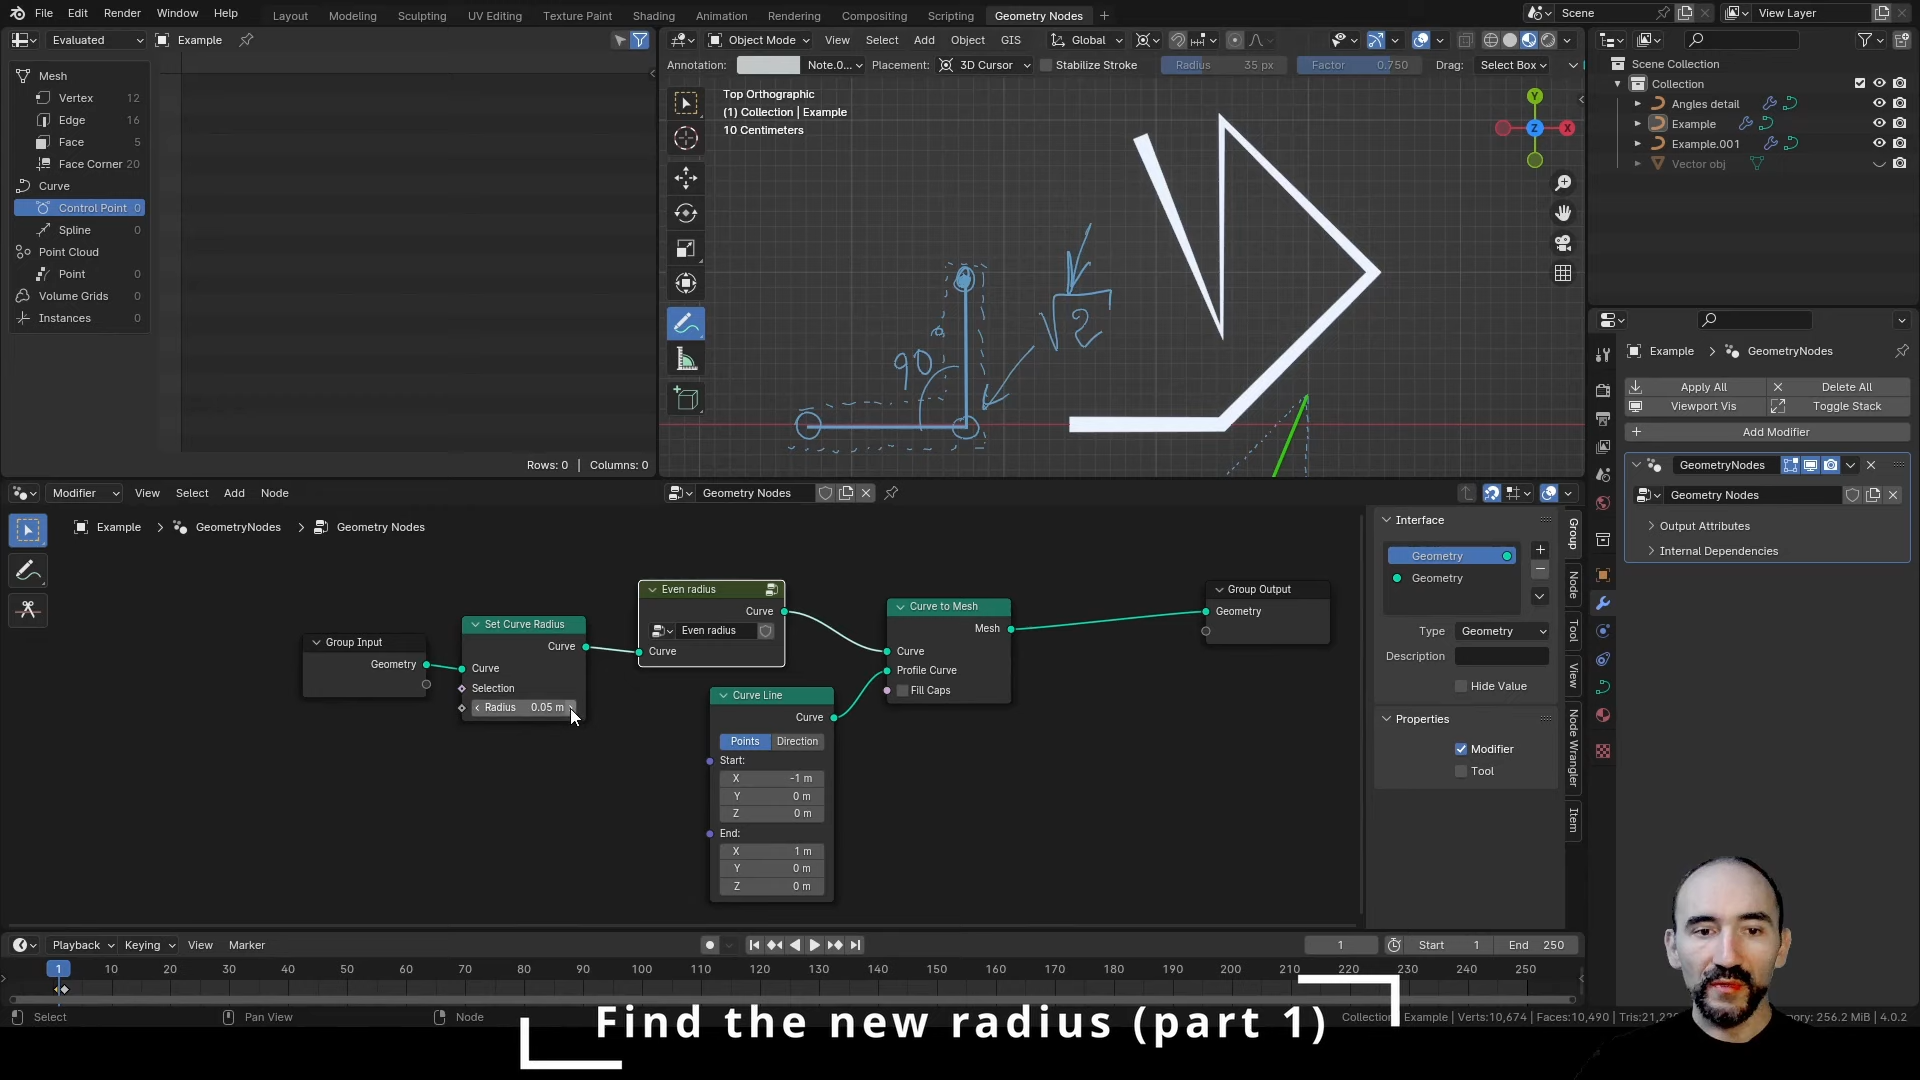 File Edit Render Window Help
Layout Modeling Sculpting UV Editing Texture Paint Shading Animation Rendering Compositing Scripting Geometry Nodes +
Scene
View Layer
Evaluated Example
Mesh
Vertex 12
Edge 16
Face 5
Face Corner 20
Curve
Control Point 0
Spline 0
Point Cloud
Point 0
Volume Grids 0
Instances 0
Rows: 0 | Columns: 0
Object Mode View Select Add Object GIS Global
Annotation: Note.0... Placement: 3D Cursor Stabilize Stroke Radius 35 px Factor 0.750 Drag: Select Box
Top Orthographic
(1) Collection | Example
10 Centimeters
Y
Z
X
90°
√2
Scene Collection
Collection
Angles detail
Example
Example.001
Vector obj
Example > GeometryNodes
Apply All Delete All
Viewport Vis Toggle Stack
Add Modifier
GeometryNodes
Geometry Nodes
Output Attributes
Internal Dependencies
Modifier View Select Add Node Geometry Nodes
Example > GeometryNodes > Geometry Nodes
Group Input
Geometry
Set Curve Radius
Curve
Curve
Selection
Radius 0.05 m
Even radius
Curve
Even radius
Curve
Curve Line
Curve
Points Direction
Start:
X -1 m
Y 0 m
Z 0 m
End:
X 1 m
Y 0 m
Z 0 m
Curve to Mesh
Mesh
Curve
Profile Curve
Fill Caps
Group Output
Geometry
Interface
Geometry
Geometry
Type Geometry
Description
Hide Value
Properties
Modifier
Tool
Group
Node
Tool
View
Node Wrangler
Item
Playback Keying View Marker
1 Start 1 End 250
1 10 20 30 40 50 60 70 80 90 100 110 120 130 140 150 160 170 180 190 200 210 220 230 240 250
Select Pan View Node
Find the new radius (part 1)
Example | Verts:10,674 | Faces:10,490 | 256.2 MiB | 4.0.2